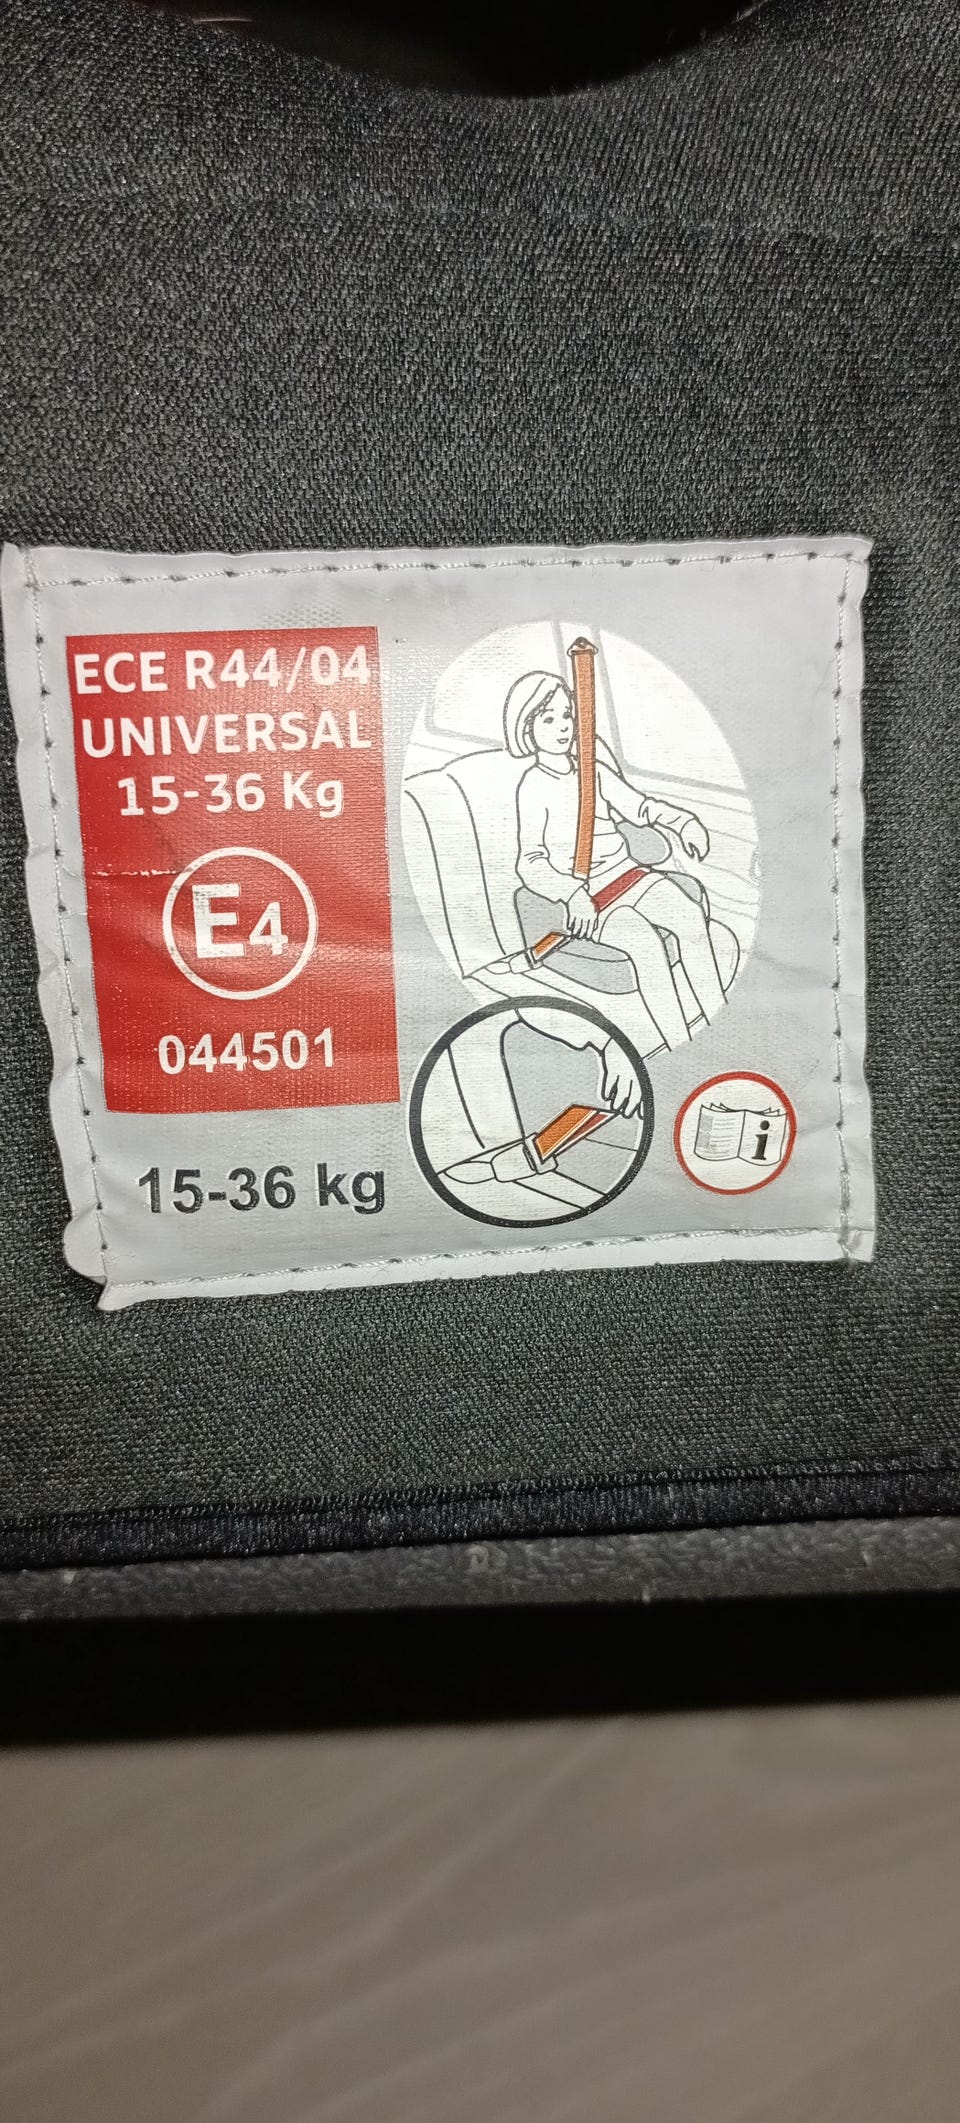 ECE R44/04
UNIVERSAL
15-36 Kg
E4
044501
15-36 kg
i